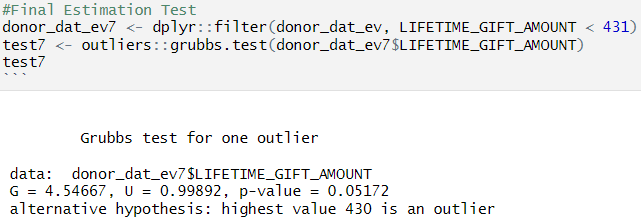 #Final Estimation Test
donor_dat_ev7 <- dplyr::filter(donor_dat_ev, LIFETIME_GIFT_AMOUNT < 431)
test7 <- outliers::grubbs.test(donor_dat_ev7$LIFETIME_GIFT_AMOUNT)
test7
```
Grubbs test for one outlier
data:  donor_dat_ev7$LIFETIME_GIFT_AMOUNT
G = 4.54667, U = 0.99892, p-value = 0.05172
alternative hypothesis: highest value 430 is an outlier